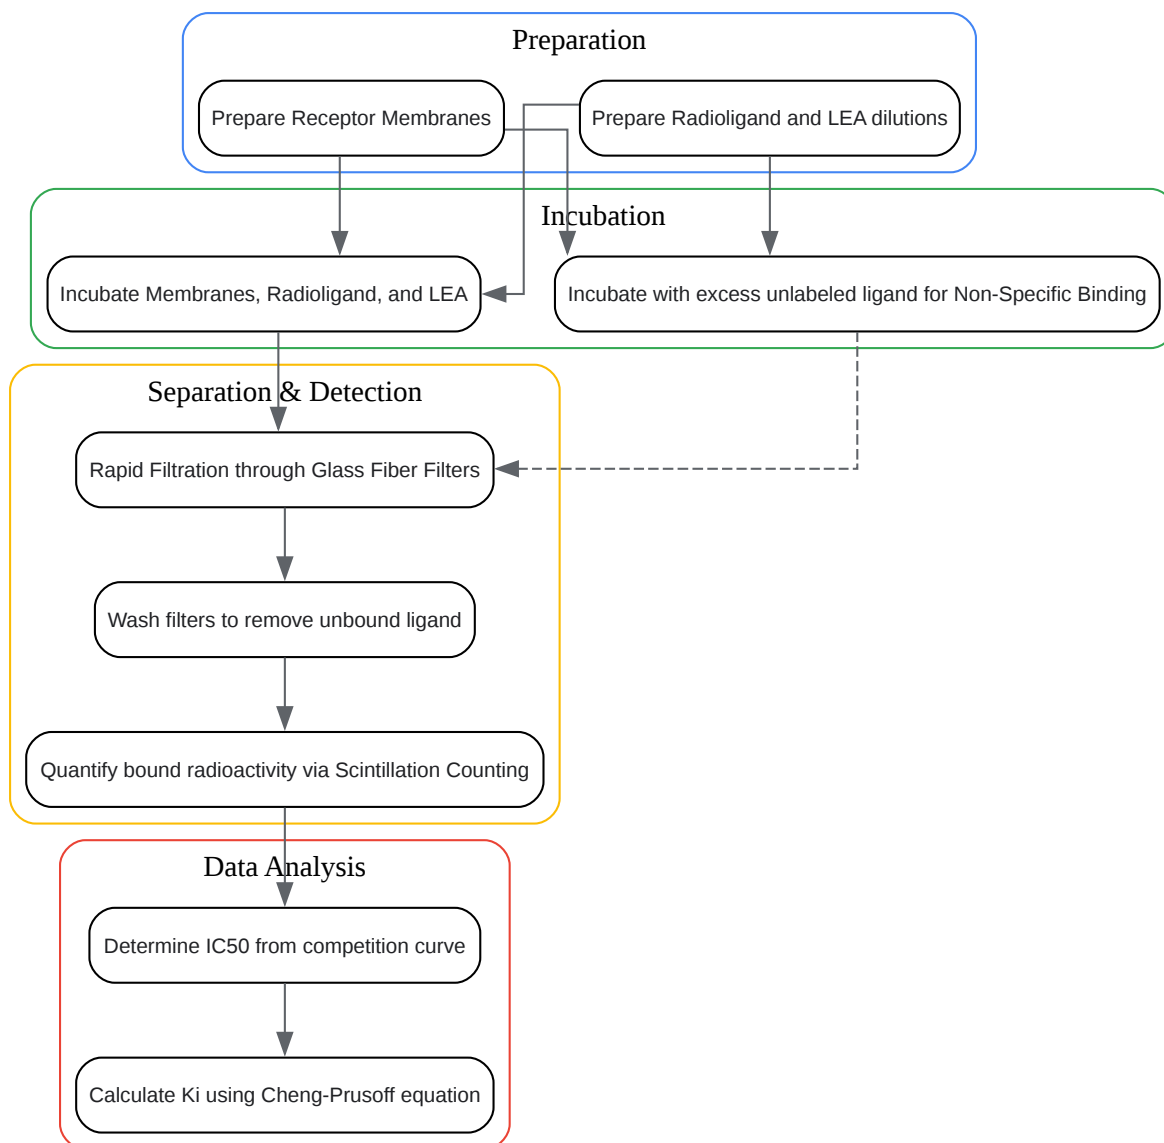 Preparation
Prepare Receptor Membranes
Prepare Radioligand and LEA dilutions
Incubation
Incubate Membranes, Radioligand, and LEA
Incubate with excess unlabeled ligand for Non-Specific Binding
Separation & Detection
Rapid Filtration through Glass Fiber Filters
Wash filters to remove unbound ligand
Quantify bound radioactivity via Scintillation Counting
Data Analysis
Determine IC50 from competition curve
Calculate Ki using Cheng-Prusoff equation